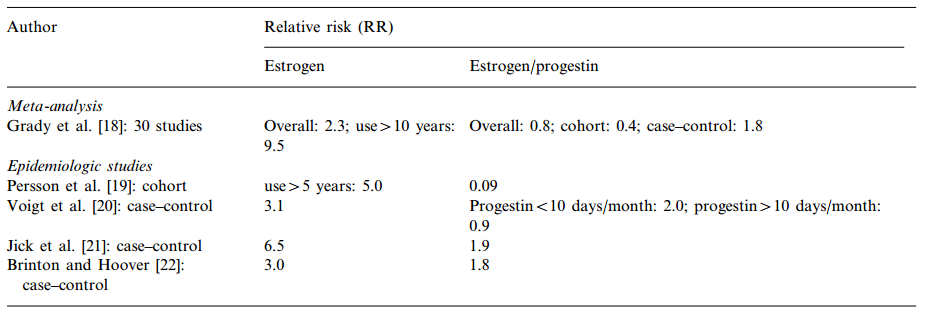 Author Relative risk (RR)
Estrogen Estrogen/progestin
Meta-analysis
Grady et al. [18]: 30 studies Overall: 2.3; use>10 years: Overall: 0.8; cohort: 0.4; case–control: 1.8
9.5
Epidemiologic studies
Persson et al. [19]: cohort use>5 years: 5.0 0.09
Voigt et al. [20]: case–control 3.1 Progestin<10 days/month: 2.0; progestin>10 days/month:
0.9
Jick et al. [21]: case–control 6.5 1.9
Brinton and Hoover [22]: 3.0 1.8
case–control